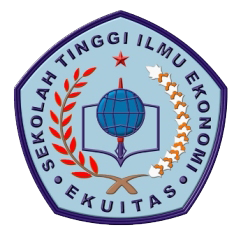 SEKOLAH TINGGI ILMU EKONOMI
EKUITAS